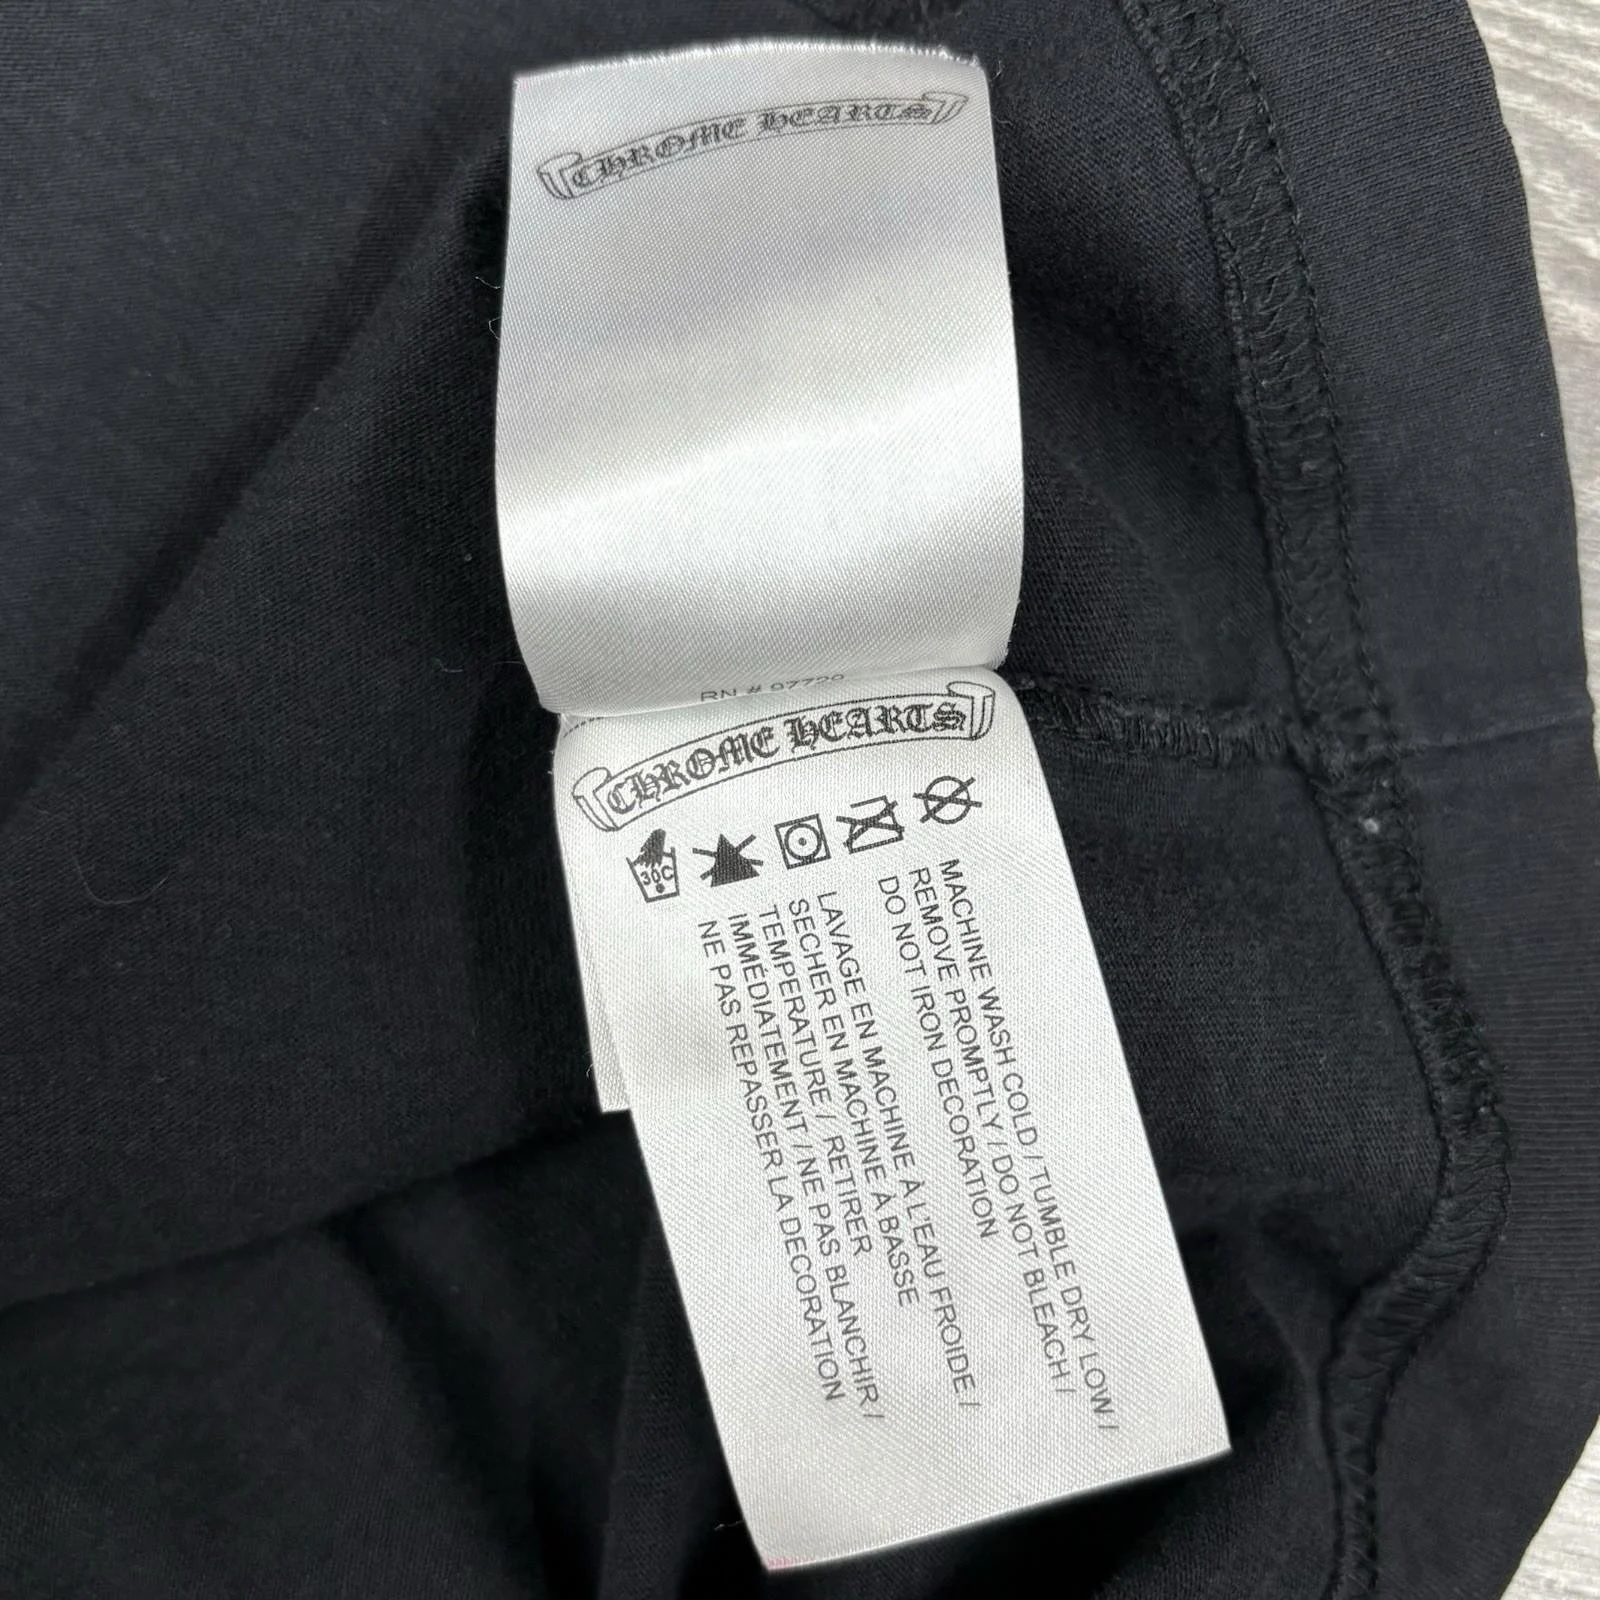 CHROME HEARTS
RN # 97729
CHROME HEARTS
30C
MACHINE WASH COLD / TUMBLE DRY LOW /
REMOVE PROMPTLY / DO NOT BLEACH /
DO NOT IRON DECORATION
LAVAGE EN MACHINE À L'EAU FROIDE /
SECHER EN MACHINE À BASSE
TEMPERATURE / RETIRER
IMMÉDIATEMENT / NE PAS BLANCHIR /
NE PAS REPASSER LA DECORATION